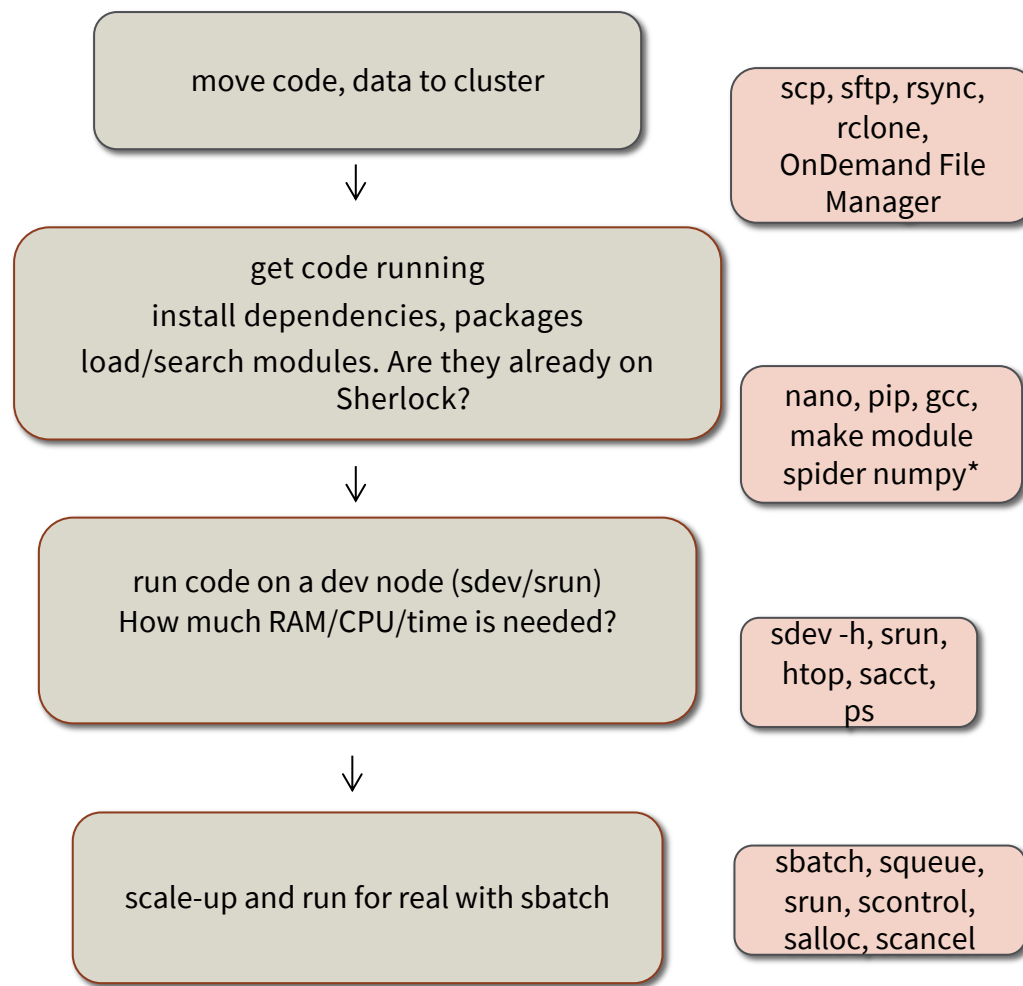 move code, data to cluster
scp, sftp, rsync,
rclone,
OnDemand File
Manager
get code running
install dependencies, packages
load/search modules. Are they already on
Sherlock?
nano, pip, gcc,
make module
spider numpy*
run code on a dev node (sdev/srun)
How much RAM/CPU/time is needed?
sdev -h, srun,
htop, sacct,
ps
scale-up and run for real with sbatch
sbatch, squeue,
srun, scontrol,
salloc, scancel